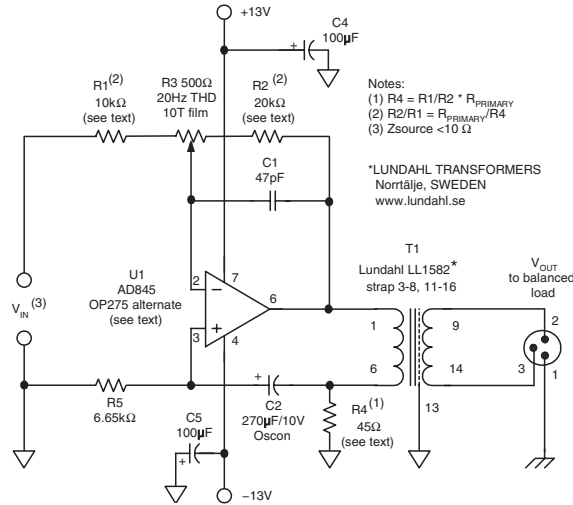 +13V
C4
100µF
+
R1(2)
10kΩ
(see text)
R3 500Ω
20Hz THD
10T film
R2(2)
20kΩ
(see text)
Notes:
(1) R4 = R1/R2 * RPRIMARY
(2) R2/R1 = RPRIMARY/R4
(3) Zsource <10 Ω
C1
47pF
*LUNDAHL TRANSFORMERS
Norrtälje, SWEDEN
www.lundahl.se
U1
AD845
OP275 alternate
(see text)
2
7
6
3
4
−
+
T1
Lundahl LL1582*
strap 3-8, 11-16
VOUT
to balanced
load
VIN(3)
1
9
2
6
14
3
1
13
R5
6.65kΩ
+
C2
270µF/10V
Oscon
R4(1)
45Ω
(see text)
C5
100µF
+
−13V